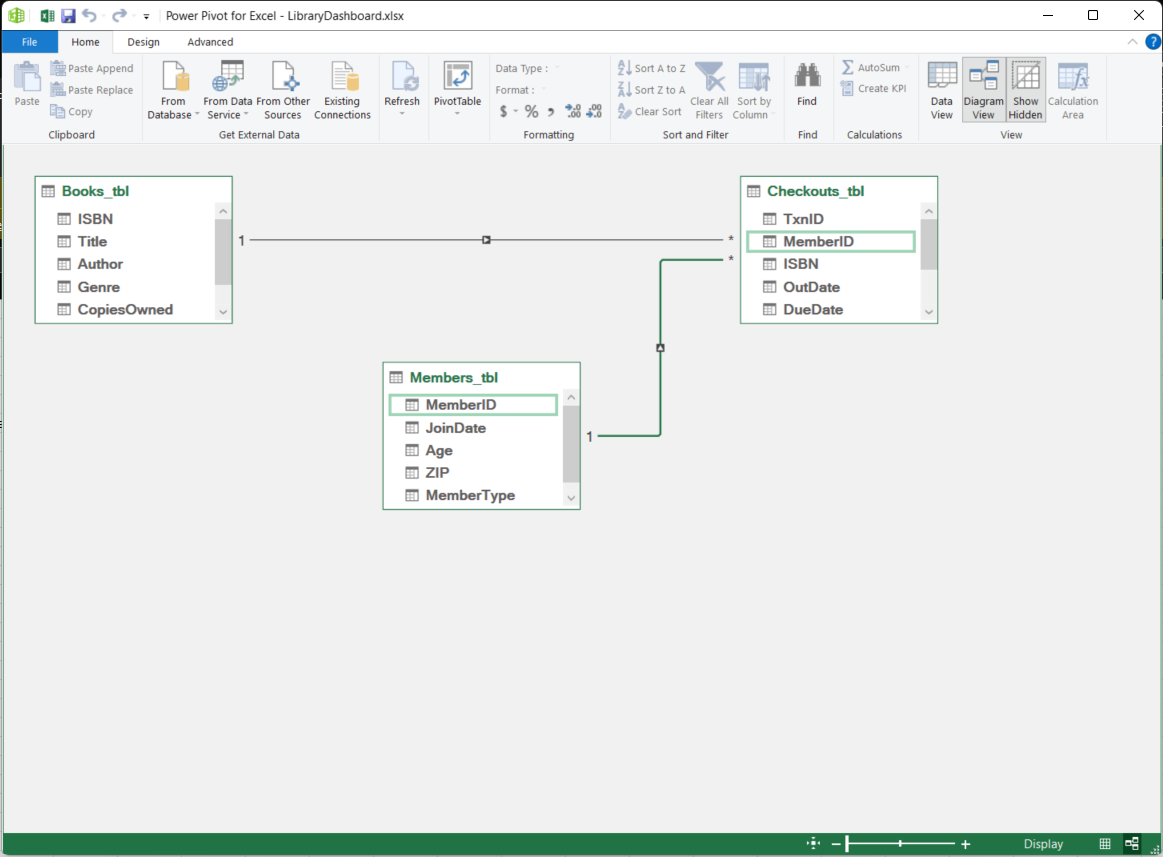 Power Pivot for Excel - LibraryDashboard.xlsx
File Home Design Advanced ?
Paste Paste Append Paste Replace Copy
Clipboard
From Database From Data Service From Other Sources Existing Connections
Get External Data
Refresh
PivotTable
Data Type :
Format :
$ % , .00 .00
Formatting
Sort A to Z
Sort Z to A
Clear Sort
Clear All Filters
Sort by Column
Sort and Filter
Find
Find
AutoSum
Create KPI
Calculations
Data View Diagram View Show Hidden Calculation Area
View
Books_tbl
ISBN
Title
Author
Genre
CopiesOwned
1
*
*
Checkouts_tbl
TxnID
MemberID
ISBN
OutDate
DueDate
Members_tbl
MemberID
JoinDate
Age
ZIP
MemberType
1
Display